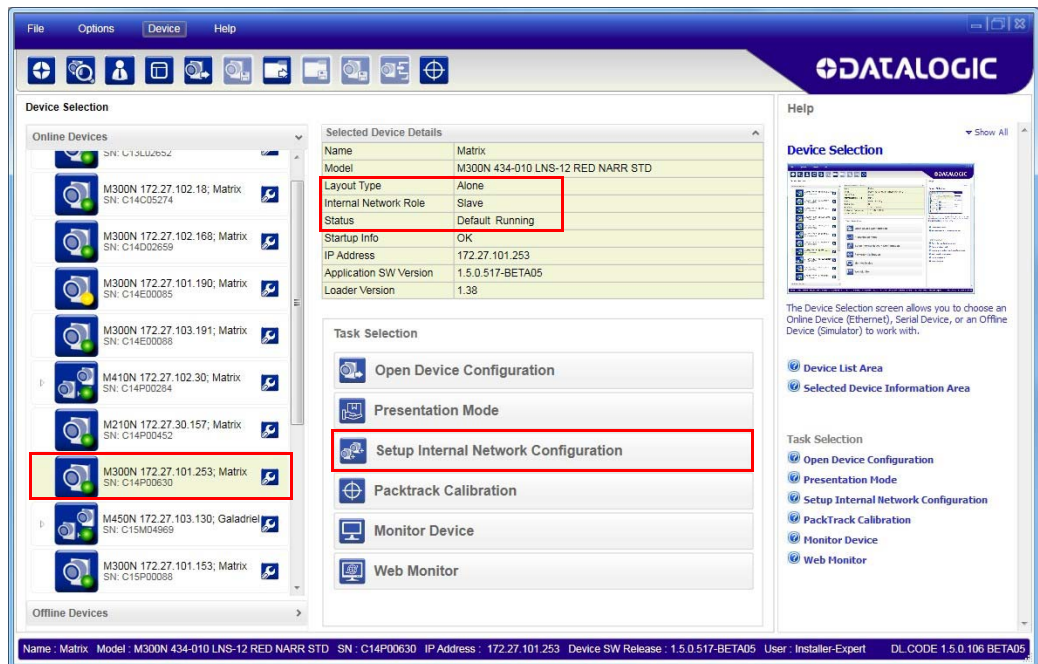 File Options Device Help
DATALOGIC
Device Selection
Online Devices
SN: C13L02652
M300N 172.27.102.18; Matrix
SN: C14C05274
M300N 172.27.102.168; Matrix
SN: C14D02659
M300N 172.27.101.190; Matrix
SN: C14E00085
M300N 172.27.103.191; Matrix
SN: C14E00088
M410N 172.27.102.30; Matrix
SN: C14P00284
M210N 172.27.30.157; Matrix
SN: C14P00452
M300N 172.27.101.253; Matrix
SN: C14P00630
M450N 172.27.103.130; Galadriel
SN: C15M04969
M300N 172.27.101.153; Matrix
SN: C15P00088
Offline Devices
Selected Device Details
Name Matrix
Model M300N 434-010 LNS-12 RED NARR STD
Layout Type Alone
Internal Network Role Slave
Status Default Running
Startup Info OK
IP Address 172.27.101.253
Application SW Version 1.5.0.517-BETA05
Loader Version 1.38
Task Selection
Open Device Configuration
Presentation Mode
Setup Internal Network Configuration
Packtrack Calibration
Monitor Device
Web Monitor
Help
Show All
Device Selection
The Device Selection screen allows you to choose an
Online Device (Ethernet), Serial Device, or an Offline
Device (Simulator) to work with.
Device List Area
Selected Device Information Area
Task Selection
Open Device Configuration
Presentation Mode
Setup Internal Network Configuration
PackTrack Calibration
Monitor Device
Web Monitor
Name : Matrix Model : M300N 434-010 LNS-12 RED NARR STD SN : C14P00630 IP Address : 172.27.101.253 Device SW Release : 1.5.0.517-BETA05 User : Installer-Expert DL.CODE 1.5.0.106 BETA05